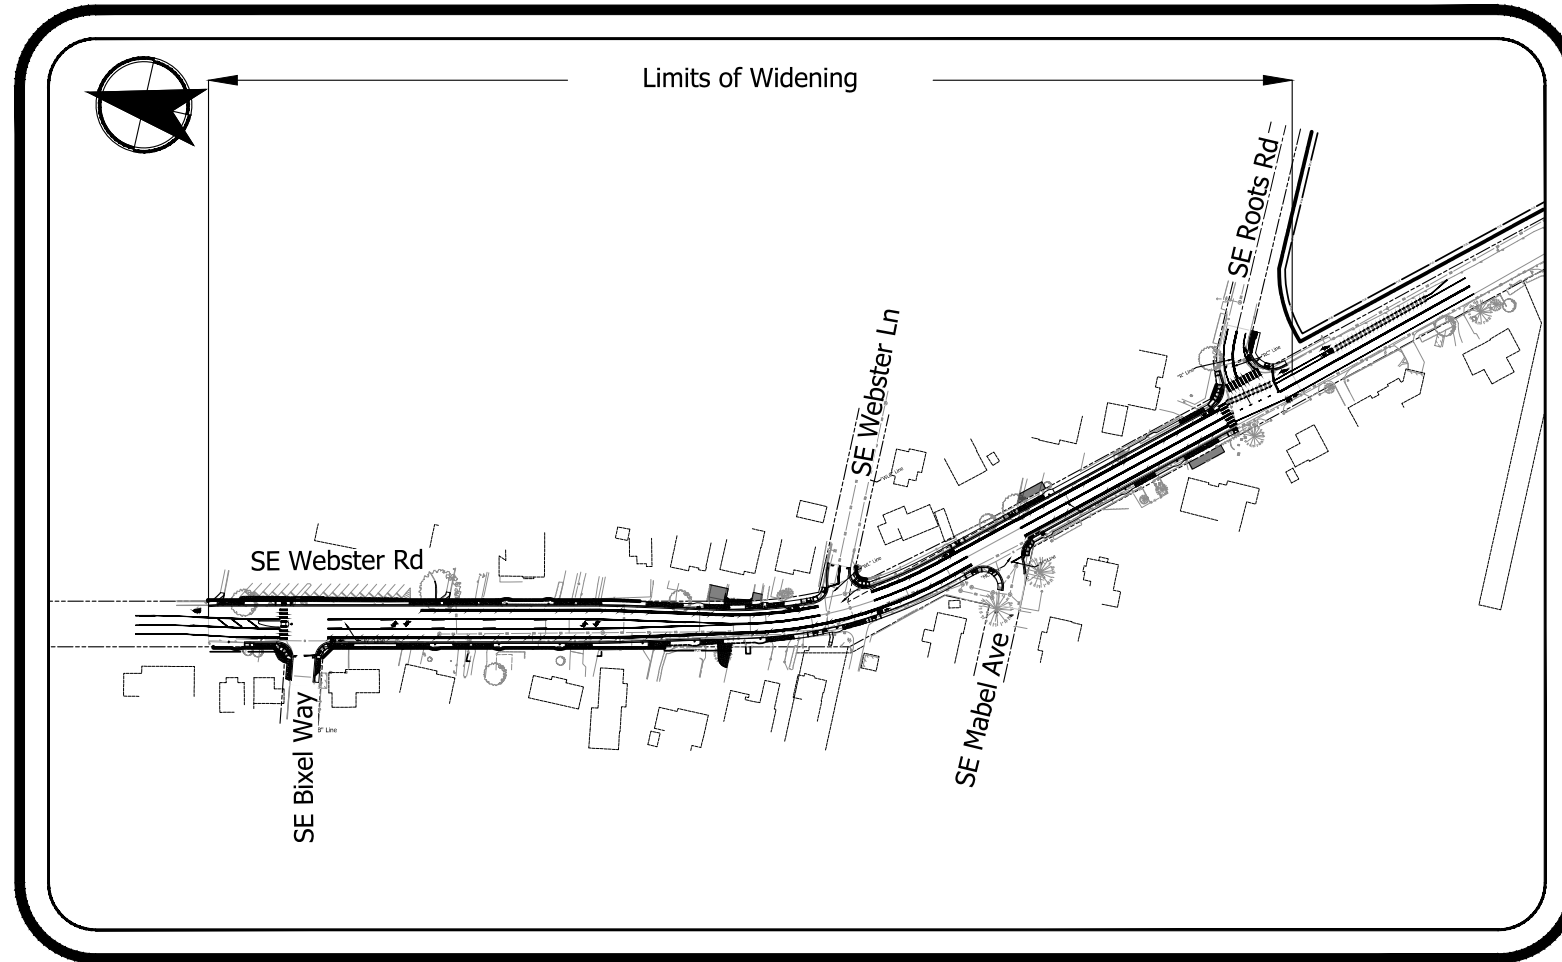 Limits of Widening
SE Roots Rd
SE Webster Ln
SE Webster Rd
SE Mabel Ave
SE Bixel Way